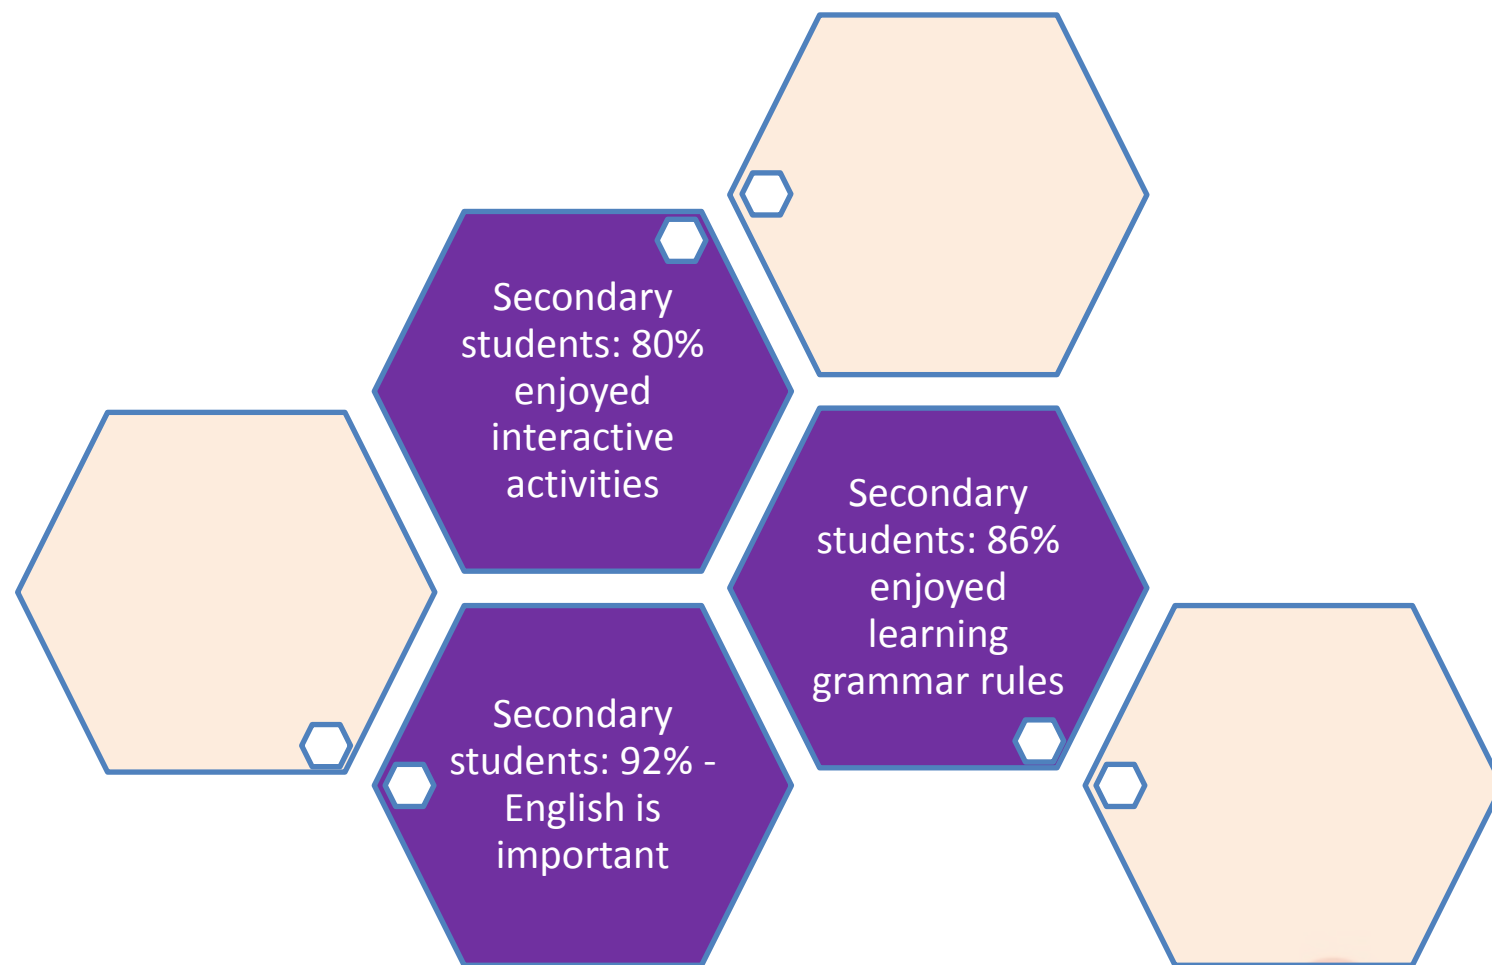 Secondary
students: 80%
enjoyed
interactive
activities
Secondary
students: 86%
enjoyed
learning
grammar rules
Secondary
students: 92% -
English is
important